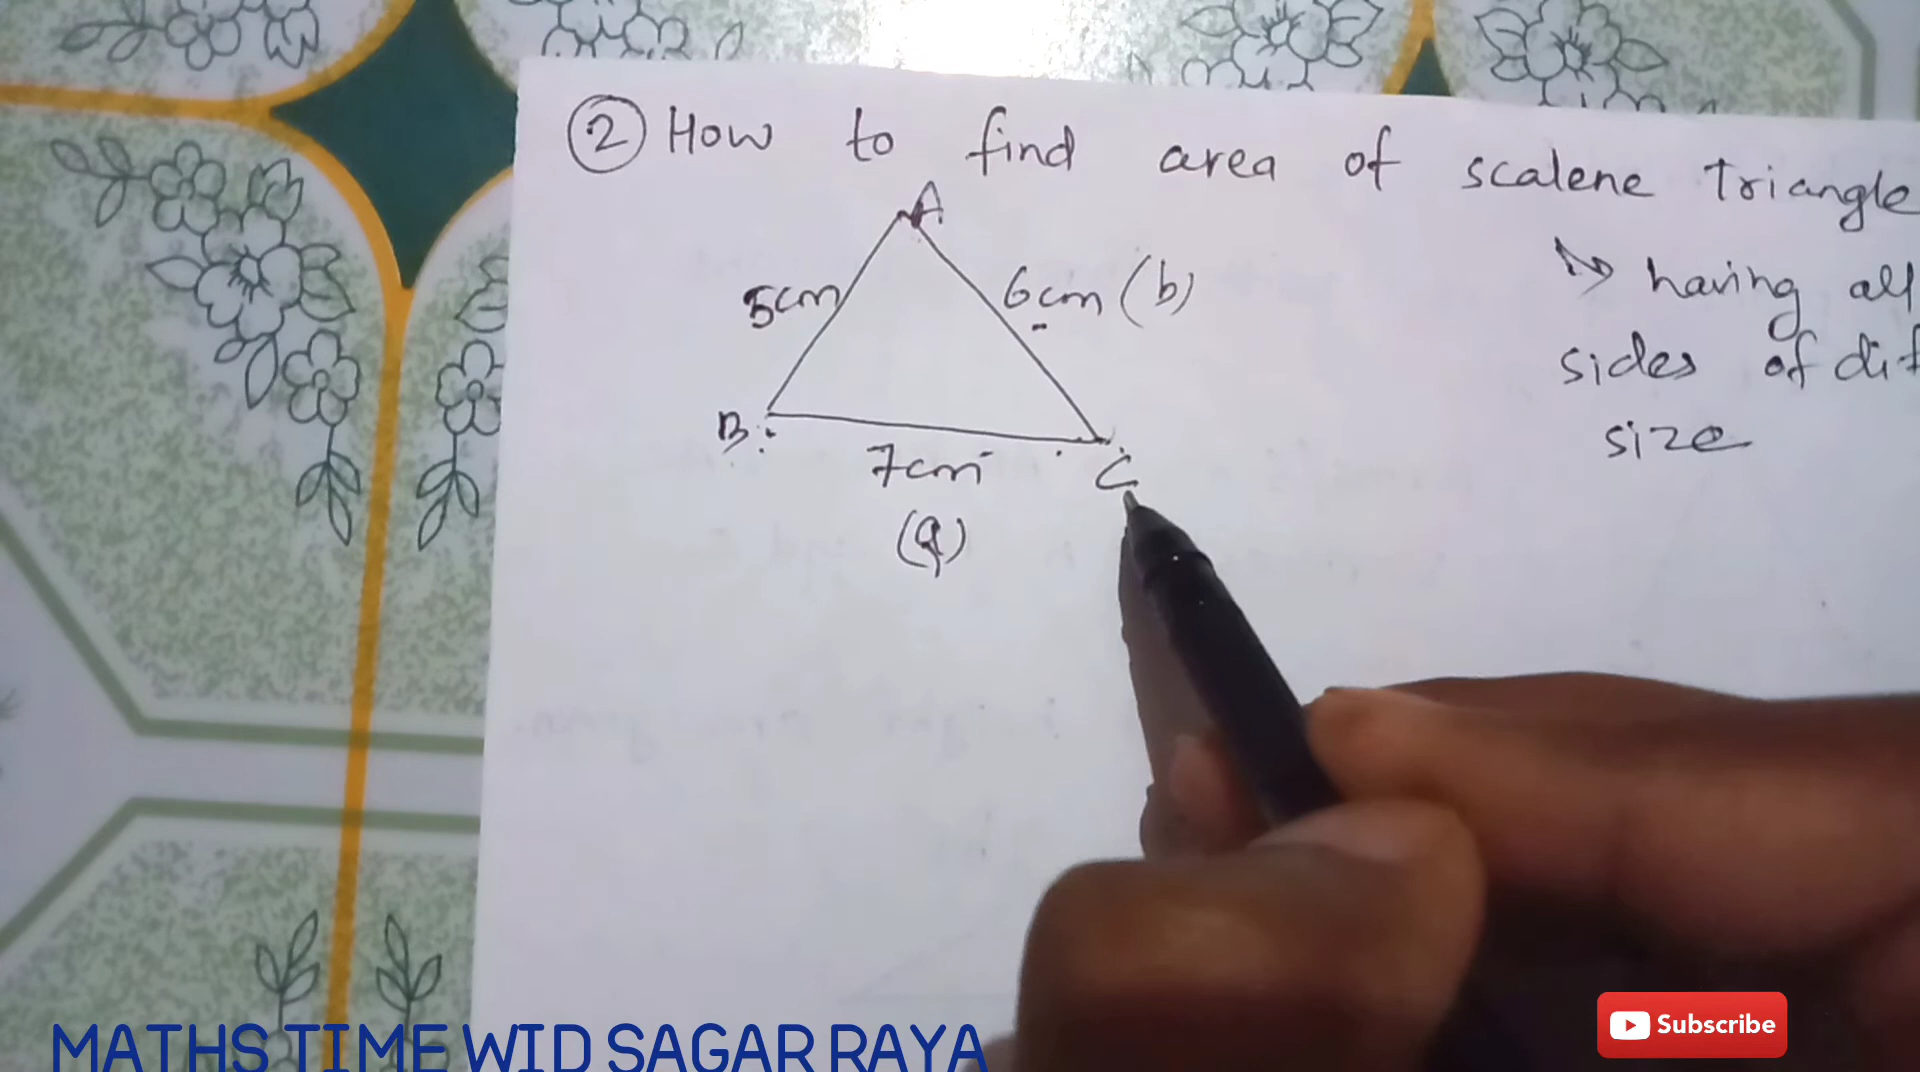 ② How to find area of scalene Triangle
A
5cm
6cm (b)
having all
sides of dif
size
B
7cm
C
(a)
MATHS TIME WID SAGAR RAYA
Subscribe